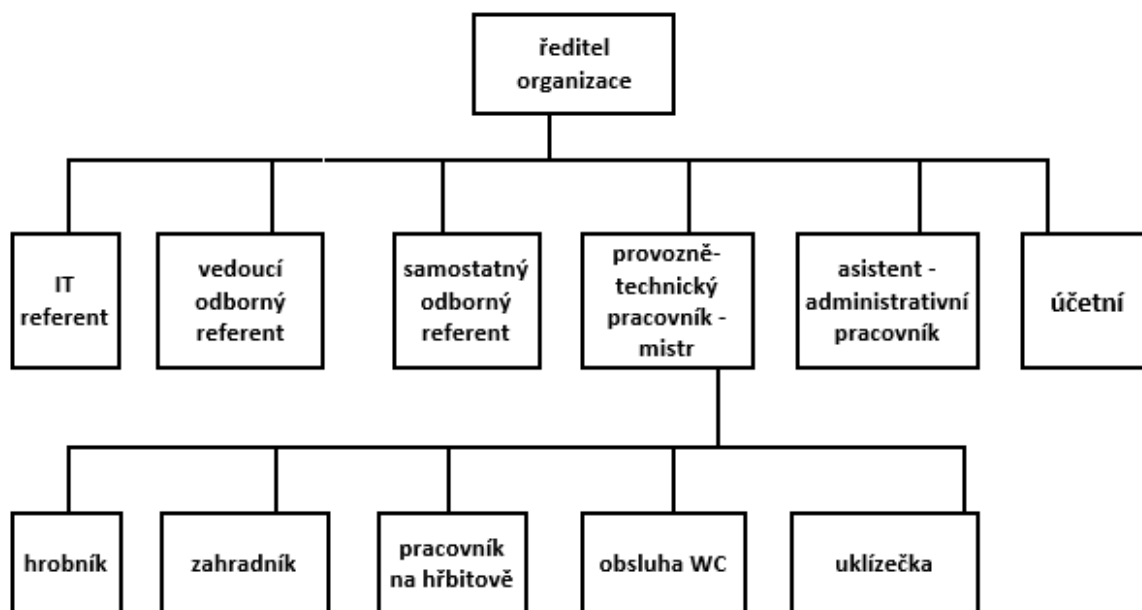 ředitel
organizace
IT
referent
vedoucí
odborný
referent
samostatný
odborný
referent
provozně-
technický
pracovník -
mistr
asistent -
administrativní
pracovník
účetní
hrobník
zahradník
pracovník
na hřbitově
obsluha WC
uklízečka